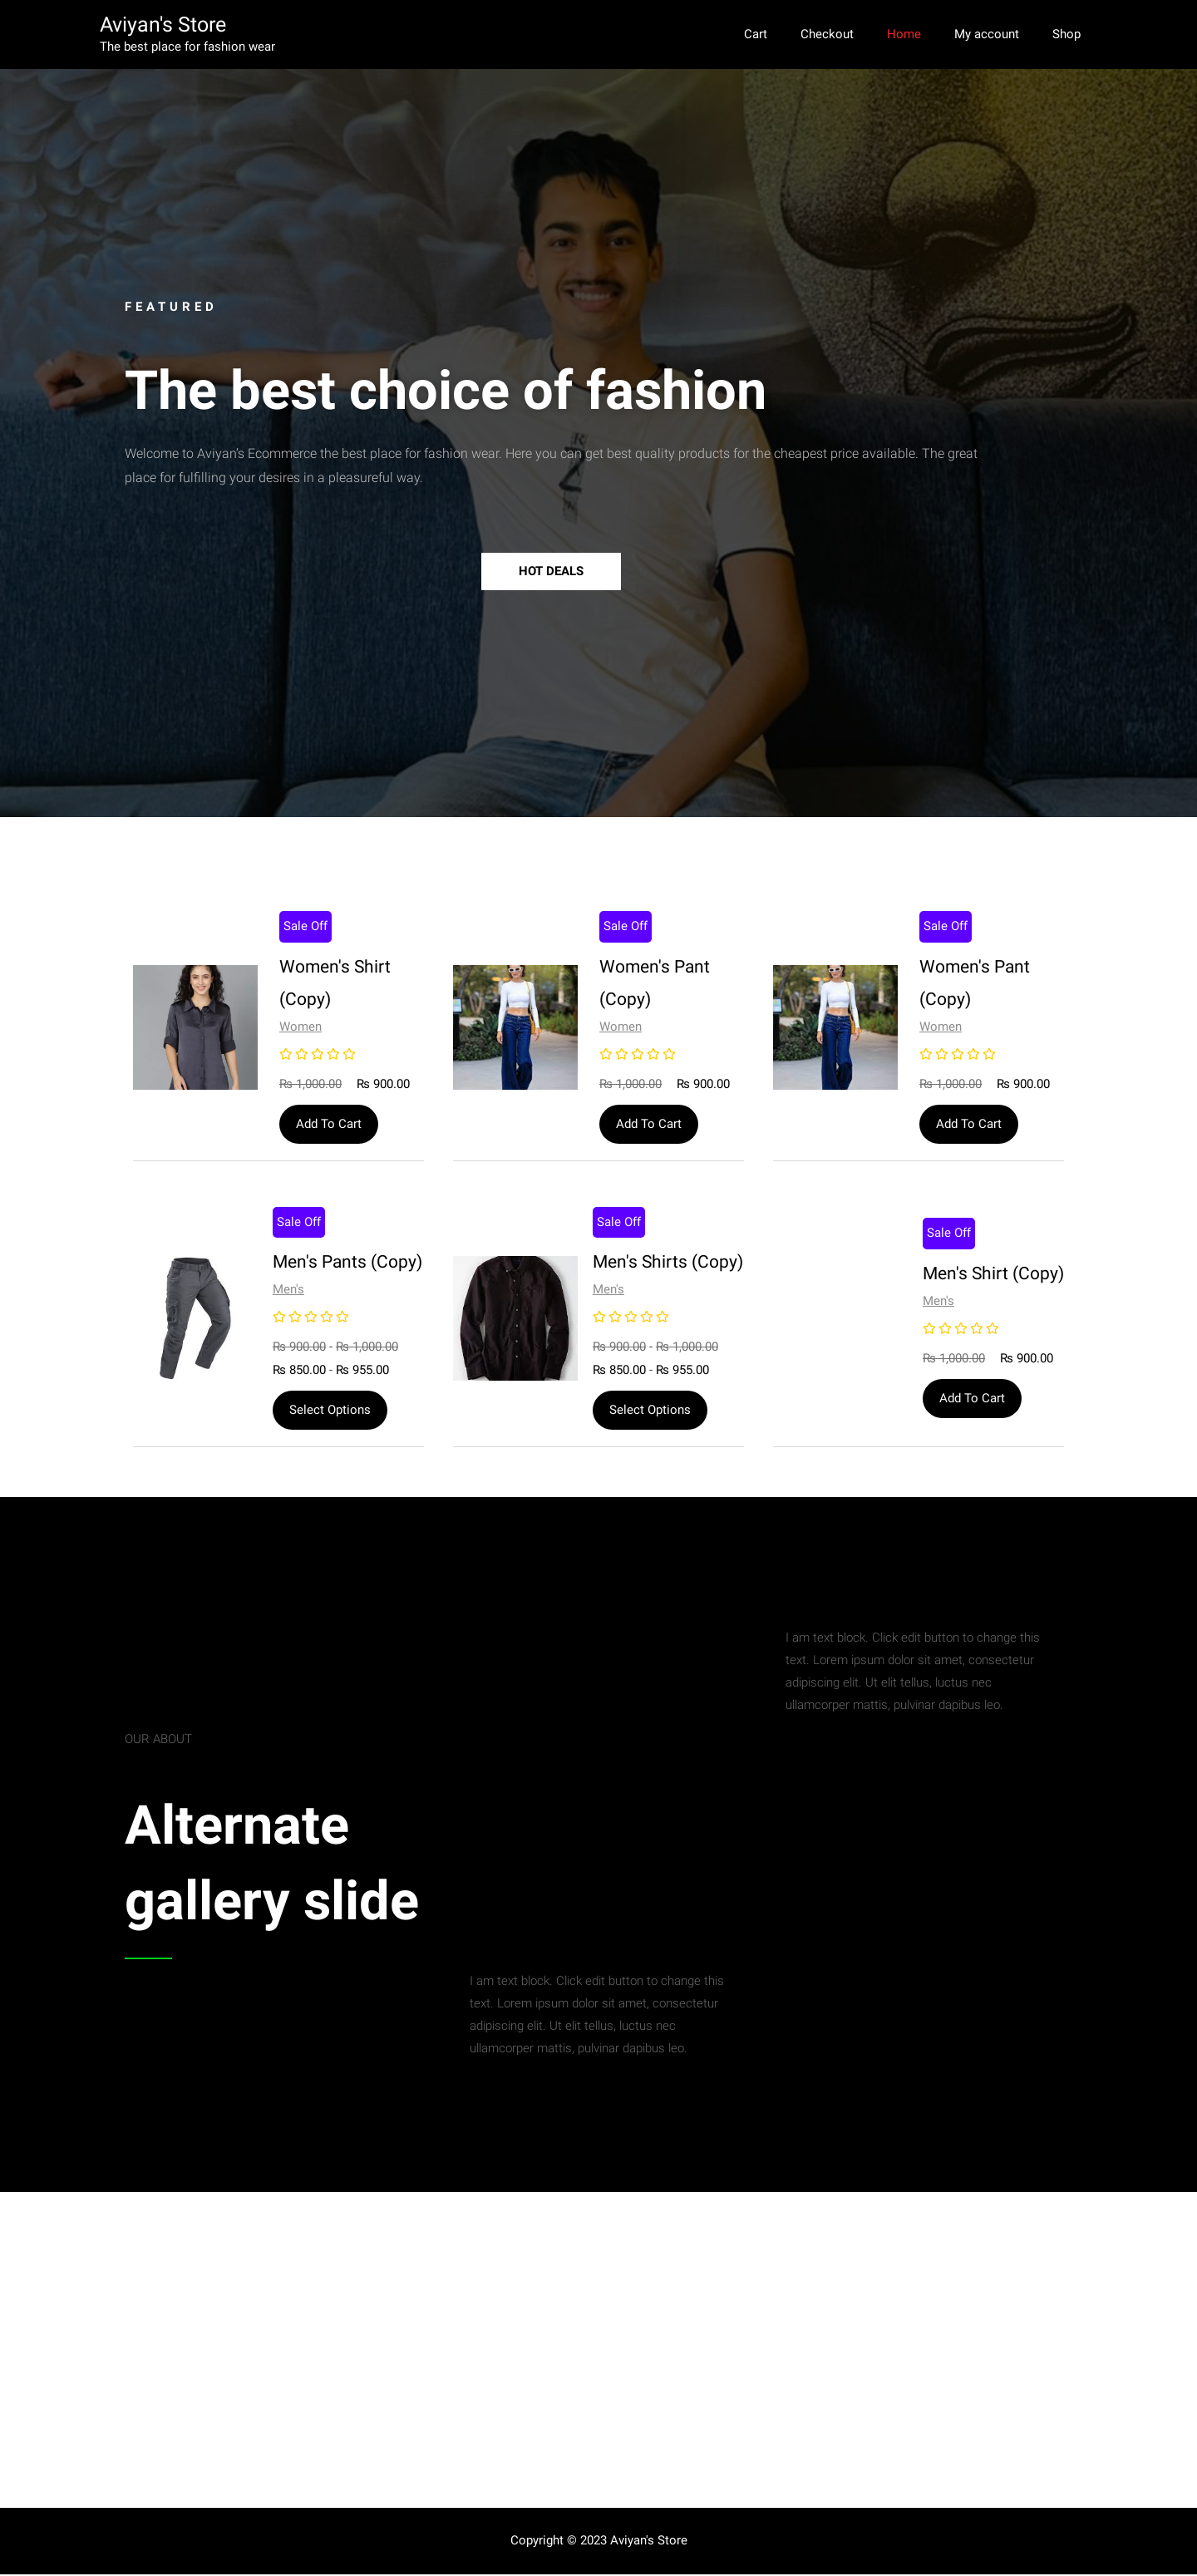 Aviyan's Store
The best place for fashion wear
Cart Checkout Home My account Shop
FEATURED
The best choice of fashion
Welcome to Aviyan's Ecommerce the best place for fashion wear. Here you can get best quality products for the cheapest price available. The great
place for fulfilling your desires in a pleasureful way.
HOT DEALS
Sale Off
Women's Shirt
(Copy)
Women
₨ 1,000.00 ₨ 900.00
Add To Cart
Sale Off
Women's Pant
(Copy)
Women
₨ 1,000.00 ₨ 900.00
Add To Cart
Sale Off
Women's Pant
(Copy)
Women
₨ 1,000.00 ₨ 900.00
Add To Cart
Sale Off
Men's Pants (Copy)
Men's
₨ 900.00 - ₨ 1,000.00
₨ 850.00 - ₨ 955.00
Select Options
Sale Off
Men's Shirts (Copy)
Men's
₨ 900.00 - ₨ 1,000.00
₨ 850.00 - ₨ 955.00
Select Options
Sale Off
Men's Shirt (Copy)
Men's
₨ 1,000.00 ₨ 900.00
Add To Cart
OUR ABOUT
Alternate
gallery slide
I am text block. Click edit button to change this
text. Lorem ipsum dolor sit amet, consectetur
adipiscing elit. Ut elit tellus, luctus nec
ullamcorper mattis, pulvinar dapibus leo.
I am text block. Click edit button to change this
text. Lorem ipsum dolor sit amet, consectetur
adipiscing elit. Ut elit tellus, luctus nec
ullamcorper mattis, pulvinar dapibus leo.
Copyright © 2023 Aviyan's Store